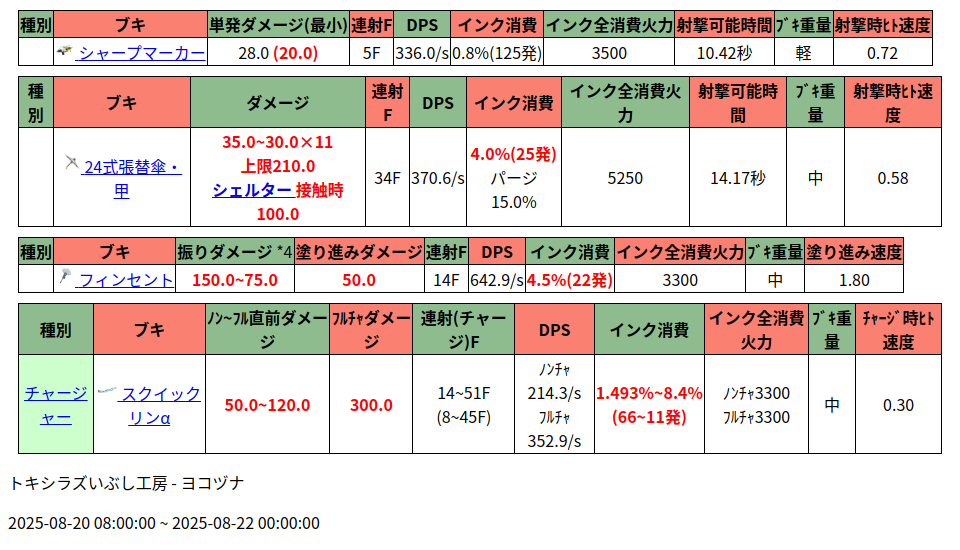 種別 ブキ 単発ダメージ(最小) 連射F DPS インク消費 インク全消費火力 射撃可能時間 ﾌﾞｷ重量 射撃時ﾋﾄ速度
シャープマーカー 28.0 (20.0) 5F 336.0/s 0.8%(125発) 3500 10.42秒 軽 0.72
種別 ブキ ダメージ 連射F DPS インク消費 インク全消費火力 射撃可能時間 ﾌﾞｷ重量 射撃時ﾋﾄ速度
24式張替傘・甲 35.0~30.0×11 上限210.0 シェルター接触時 100.0 34F 370.6/s 4.0%(25発) パージ 15.0% 5250 14.17秒 中 0.58
種別 ブキ 振りダメージ *4 塗り進みダメージ 連射F DPS インク消費 インク全消費火力 ﾌﾞｷ重量 塗り進み速度
フィンセント 150.0~75.0 50.0 14F 642.9/s 4.5%(22発) 3300 中 1.80
種別 ブキ ﾉﾝ~ﾌﾙ直前ダメージ ﾌﾙﾁｬダメージ 連射(チャージ)F DPS インク消費 インク全消費火力 ﾌﾞｷ重量 ﾁｬｰｼﾞ時ﾋﾄ速度
チャージャー スクイックリンα 50.0~120.0 300.0 14~51F (8~45F) ﾉﾝﾁｬ 214.3/s ﾌﾙﾁｬ 352.9/s 1.493%~8.4% (66~11発) ﾉﾝﾁｬ3300 ﾌﾙﾁｬ3300 中 0.30
トキシラズいぶし工房 - ヨコヅナ
2025-08-20 08:00:00 ~ 2025-08-22 00:00:00